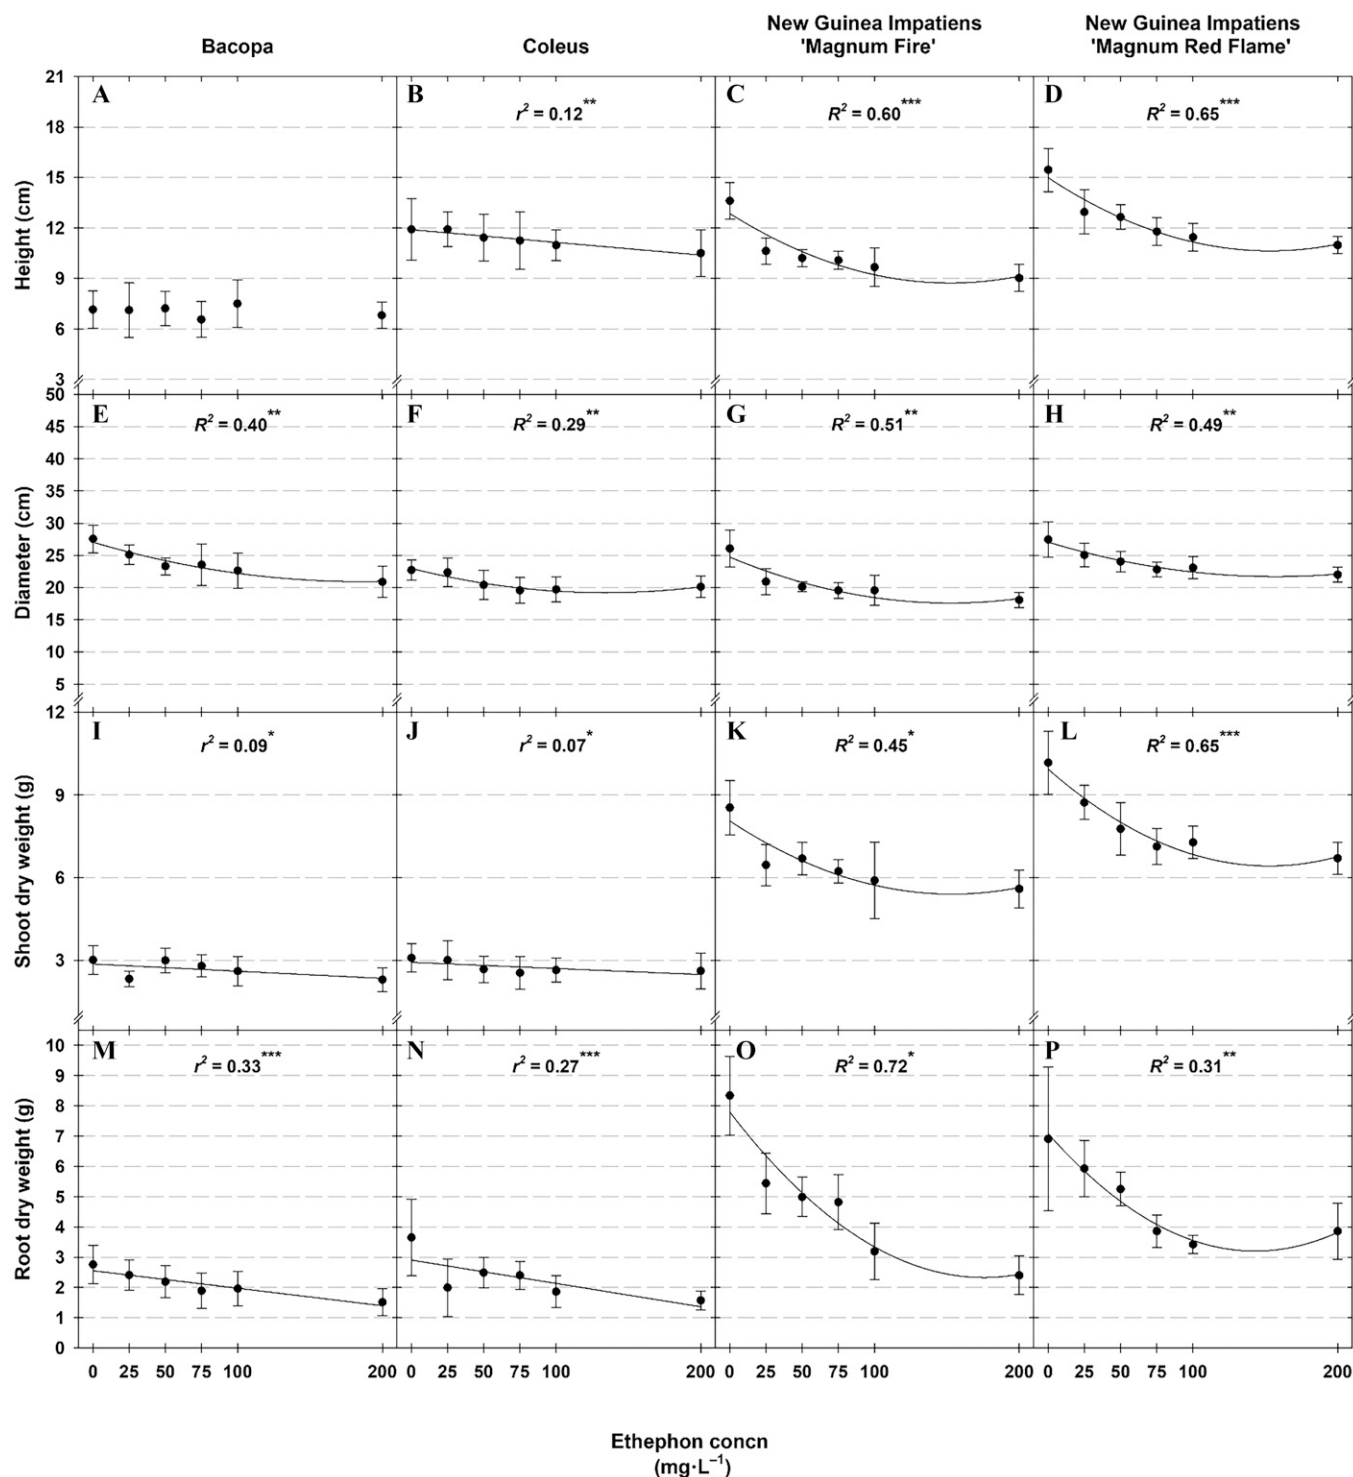 Bacopa
Coleus
New Guinea Impatiens
'Magnum Fire'
New Guinea Impatiens
'Magnum Red Flame'
Height (cm)
21
18
15
12
9
6
3
A
B
r² = 0.12**
C
R² = 0.60***
D
R² = 0.65***
Diameter (cm)
50
45
40
35
30
25
20
15
10
5
E
R² = 0.40**
F
R² = 0.29**
G
R² = 0.51**
H
R² = 0.49**
Shoot dry weight (g)
12
9
6
3
I
r² = 0.09*
J
r² = 0.07*
K
R² = 0.45*
L
R² = 0.65***
Root dry weight (g)
10
9
8
7
6
5
4
3
2
1
0
M
r² = 0.33***
N
r² = 0.27***
O
R² = 0.72*
P
R² = 0.31**
0 25 50 75 100 200
0 25 50 75 100 200
0 25 50 75 100 200
0 25 50 75 100 200
Ethephon concn
(mg·L⁻¹)